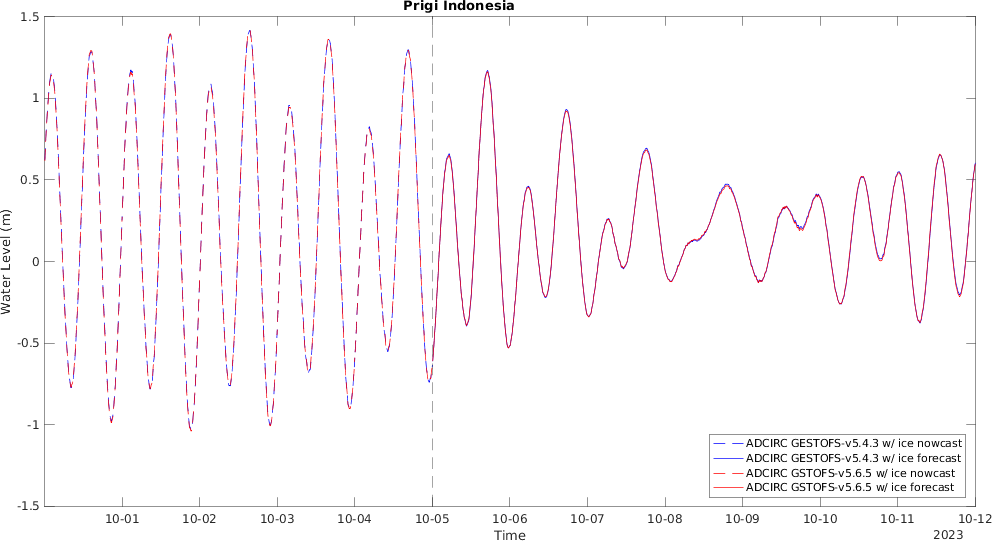 Prigi Indonesia
1.5
1
0.5
0
-0.5
-1
-1.5
Water Level (m)
10-01 10-02 10-03 10-04 10-05 10-06 10-07 10-08 10-09 10-10 10-11 10-12
Time
2023
ADCIRC GESTOFS-v5.4.3 w/ ice nowcast
ADCIRC GESTOFS-v5.4.3 w/ ice forecast
ADCIRC GSTOFS-v5.6.5 w/ ice nowcast
ADCIRC GSTOFS-v5.6.5 w/ ice forecast